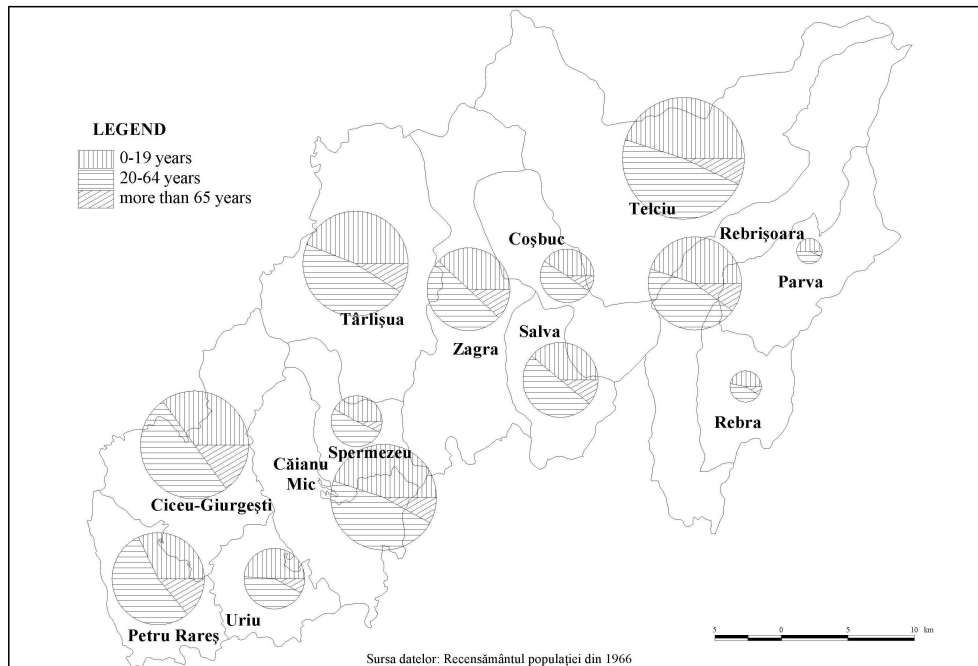 LEGEND
0-19 years
20-64 years
more than 65 years
Telciu
Rebrişoara
Coşbuc
Parva
Târlişua
Salva
Zagra
Rebra
Spermezeu
Căianu
Mic
Ciceu-Giurgeşti
Uriu
Petru Rareş
5 0 5 10 km
Sursa datelor: Recensământul populaţiei din 1966